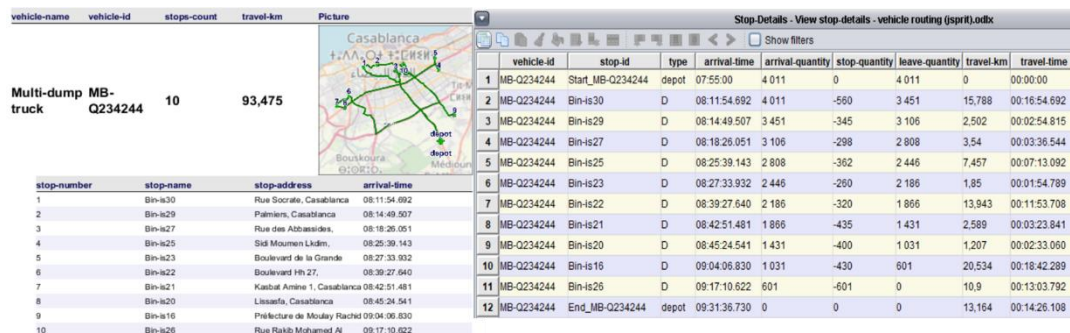 vehicle-name vehicle-id stops-count travel-km Picture
Multi-dump truck MB-Q234244 10 93,475
Casablanca
depot
depot
Bouskoura
stop-number stop-name stop-address arrival-time
1 Bin-is30 Rue Socrate, Casablanca 08:11:54.692
2 Bin-is29 Palmiers, Casablanca 08:14:49.507
3 Bin-is27 Rue des Abbassides, 08:18:26.051
4 Bin-is25 Sidi Moumen Lkdim, 08:25:39.143
5 Bin-is23 Boulevard de la Grande 08:27:33.932
6 Bin-is22 Boulevard Hh 27, 08:39:27.640
7 Bin-is21 Kasbat Amine 1, Casablanca 08:42:51.481
8 Bin-is20 Lissasfa, Casablanca 08:45:24.541
9 Bin-is16 Préfecture de Moulay Rachid 09:04:06.830
10 Bin-is26 Rue Rakib Mohamed Al 09:17:10.622
Stop-Details - View stop-details - vehicle routing (jsprit).odlx
Show filters
vehicle-id stop-id type arrival-time arrival-quantity stop-quantity leave-quantity travel-km travel-time
1 MB-Q234244 Start_MB-Q234244 depot 07:55:00 4 011 0 4 011 0 00:00:00
2 MB-Q234244 Bin-is30 D 08:11:54.692 4 011 -560 3 451 15,788 00:16:54.692
3 MB-Q234244 Bin-is29 D 08:14:49.507 3 451 -345 3 106 2,502 00:02:54.815
4 MB-Q234244 Bin-is27 D 08:18:26.051 3 106 -298 2 808 3,54 00:03:36.544
5 MB-Q234244 Bin-is25 D 08:25:39.143 2 808 -362 2 446 7,457 00:07:13.092
6 MB-Q234244 Bin-is23 D 08:27:33.932 2 446 -260 2 186 1,85 00:01:54.789
7 MB-Q234244 Bin-is22 D 08:39:27.640 2 186 -320 1 866 13,943 00:11:53.708
8 MB-Q234244 Bin-is21 D 08:42:51.481 1 866 -435 1 431 2,589 00:03:23.841
9 MB-Q234244 Bin-is20 D 08:45:24.541 1 431 -400 1 031 1,207 00:02:33.060
10 MB-Q234244 Bin-is16 D 09:04:06.830 1 031 -430 601 20,534 00:18:42.289
11 MB-Q234244 Bin-is26 D 09:17:10.622 601 -601 0 10,9 00:13:03.792
12 MB-Q234244 End_MB-Q234244 depot 09:31:36.730 0 0 0 13,164 00:14:26.108